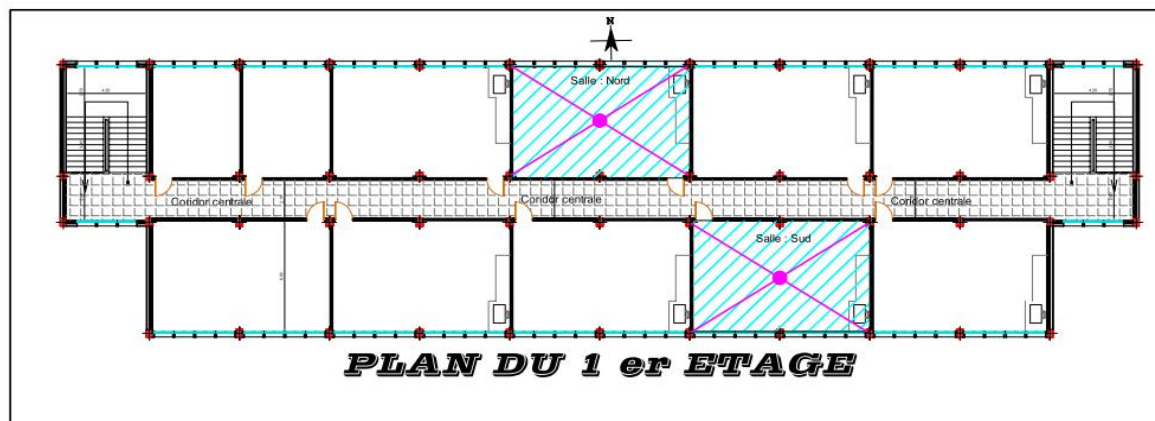 N
Salle : Nord
Coridor centrale
Coridor centrale
Coridor centrale
Salle : Sud
PLAN DU 1 er ETAGE